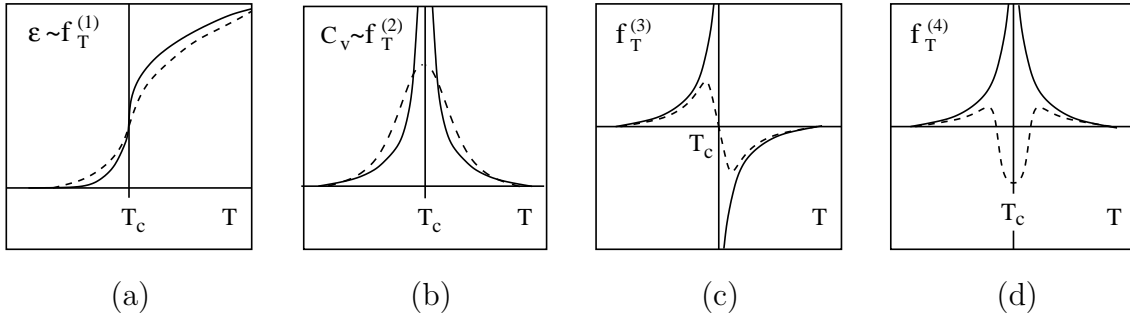 ε ~ f_T^(1)
T_c
T
(a)
C_v ~ f_T^(2)
T_c
T
(b)
f_T^(3)
T_c
T
(c)
f_T^(4)
T_c
T
(d)